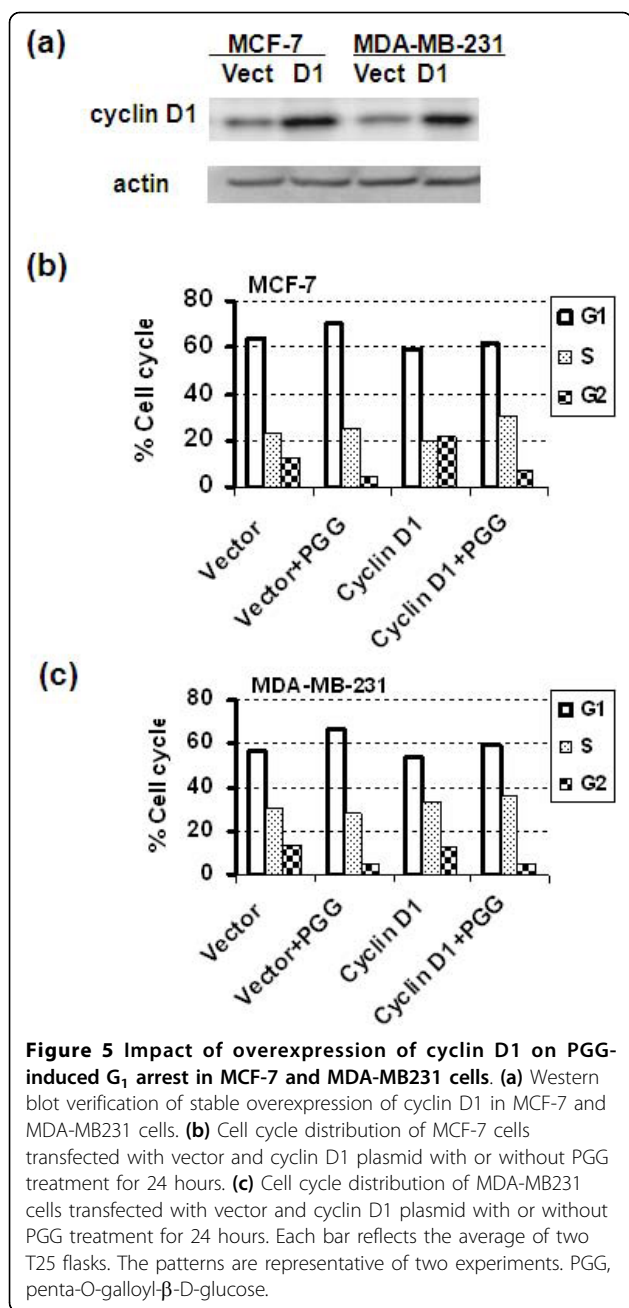 (a)
MCF-7 MDA-MB-231
Vect D1 Vect D1
cyclin D1
actin
(b)
MCF-7
% Cell cycle
80
60
40
20
0
G1
S
G2
Vector
Vector+PGG
Cyclin D1
Cyclin D1+PGG
(c)
MDA-MB-231
% Cell cycle
80
60
40
20
0
G1
S
G2
Vector
Vector+PGG
Cyclin D1
Cyclin D1+PGG
Figure 5 Impact of overexpression of cyclin D1 on PGG-
induced G₁ arrest in MCF-7 and MDA-MB231 cells. (a) Western
blot verification of stable overexpression of cyclin D1 in MCF-7 and
MDA-MB231 cells. (b) Cell cycle distribution of MCF-7 cells
transfected with vector and cyclin D1 plasmid with or without PGG
treatment for 24 hours. (c) Cell cycle distribution of MDA-MB231
cells transfected with vector and cyclin D1 plasmid with or without
PGG treatment for 24 hours. Each bar reflects the average of two
T25 flasks. The patterns are representative of two experiments. PGG,
penta-O-galloyl-β-D-glucose.